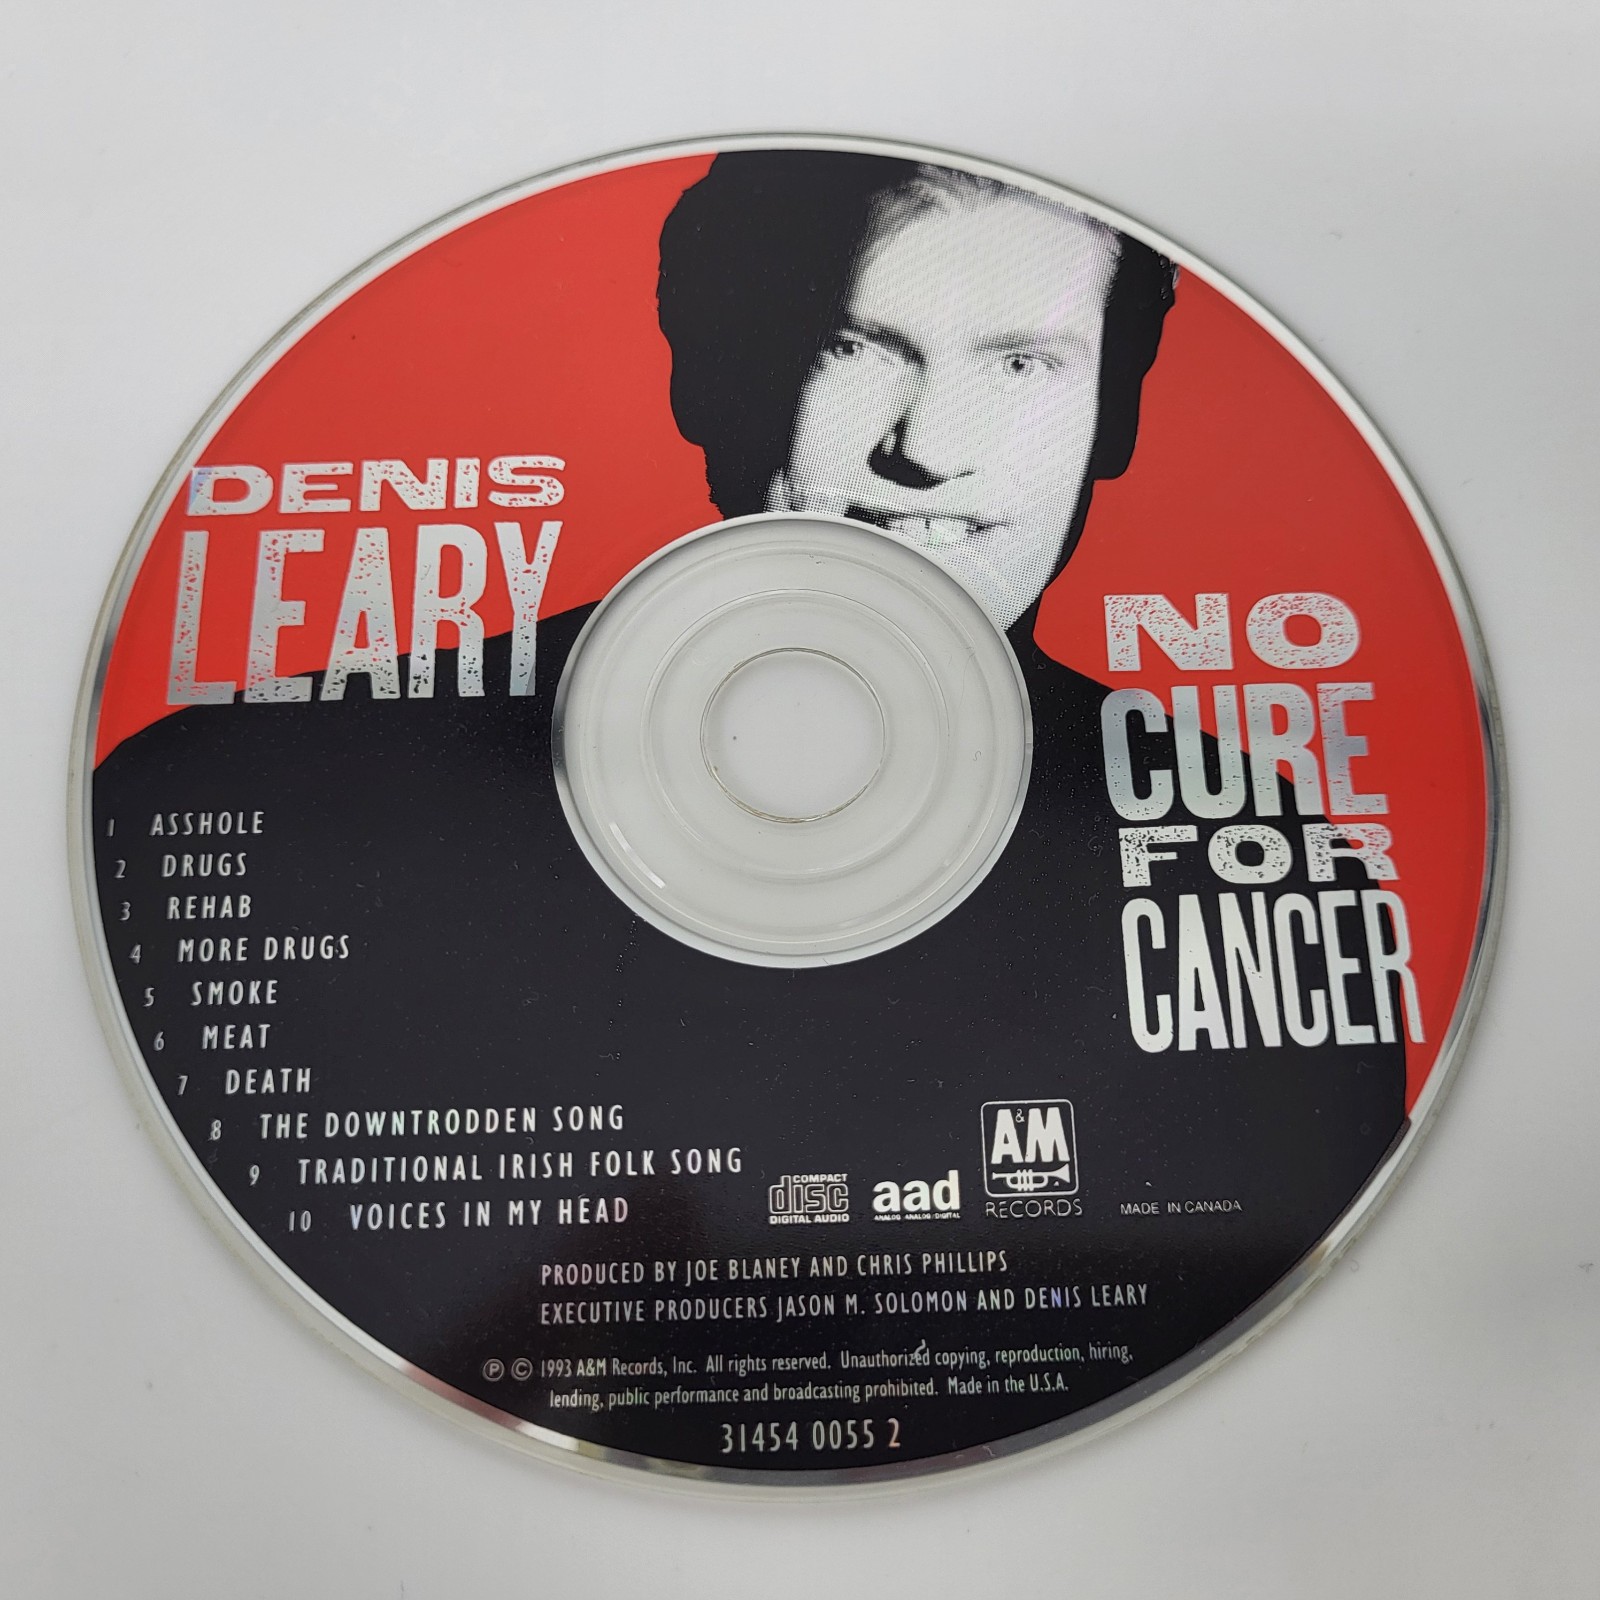 DENIS
LEARY
NO
CURE
FOR
CANCER
1 ASSHOLE
2 DRUGS
3 REHAB
4 MORE DRUGS
5 SMOKE
6 MEAT
7 DEATH
8 THE DOWNTRODDEN SONG
9 TRADITIONAL IRISH FOLK SONG
10 VOICES IN MY HEAD
COMPACT
disc
DIGITAL AUDIO
aad
ANALOG ANALOG DIGITAL
A&M
RECORDS
MADE IN CANADA
PRODUCED BY JOE BLANEY AND CHRIS PHILLIPS
EXECUTIVE PRODUCERS JASON M. SOLOMON AND DENIS LEARY
℗ © 1993 A&M Records, Inc. All rights reserved. Unauthorized copying, reproduction, hiring,
lending, public performance and broadcasting prohibited. Made in the U.S.A.
31454 0055 2